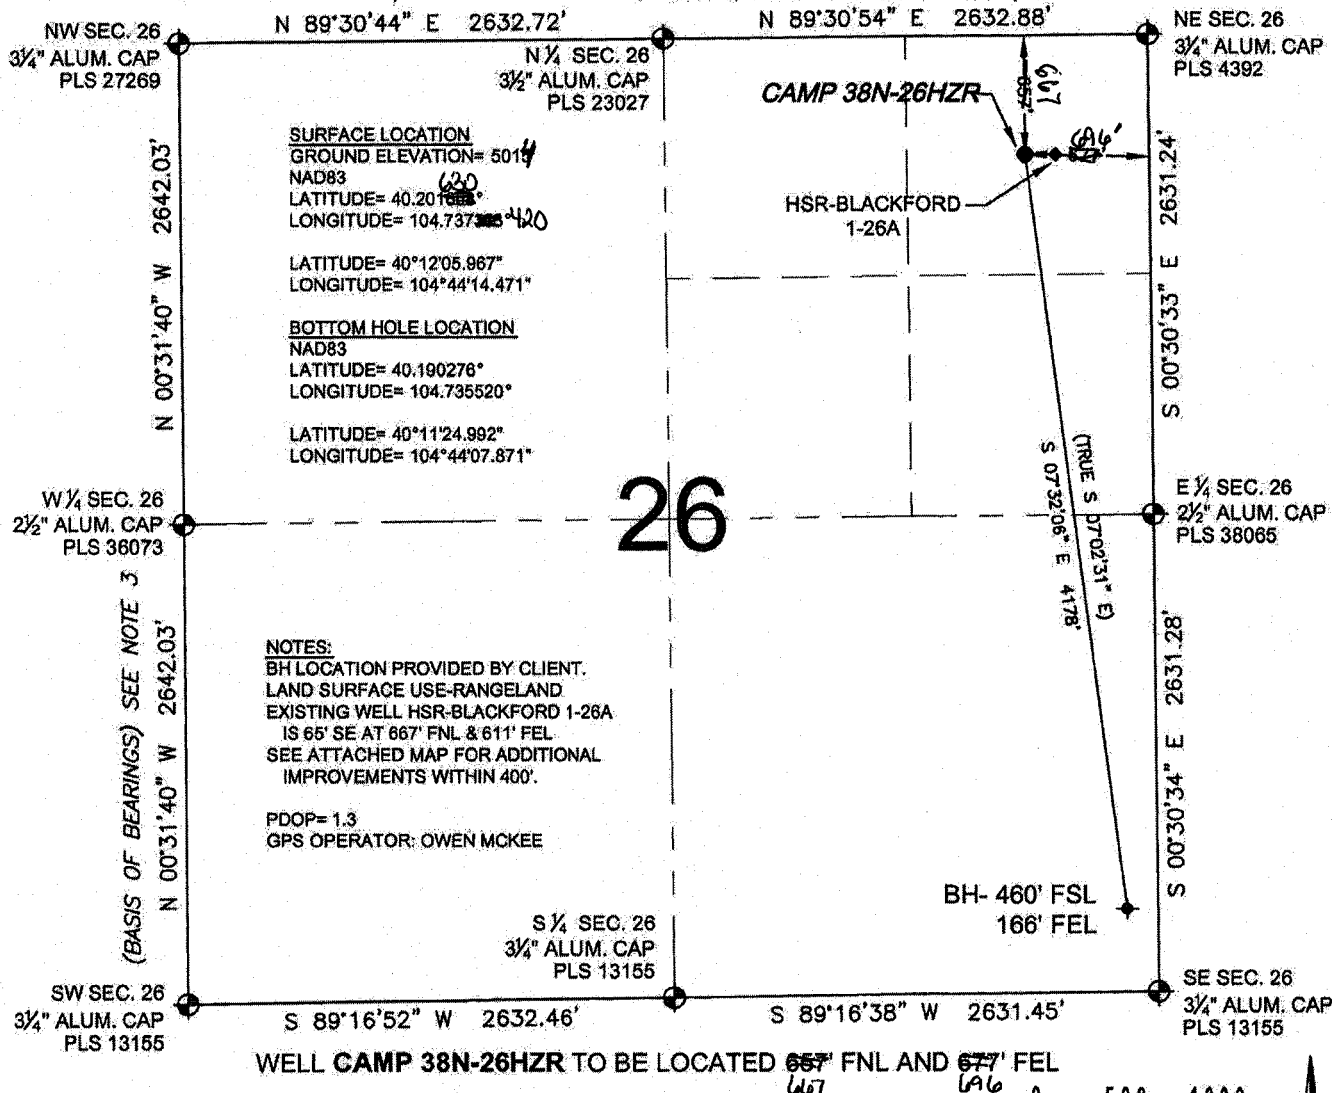 N 89°30'44" E 2632.72'
N 89°30'54" E 2632.88'
NW SEC. 26
3¼" ALUM. CAP
PLS 27269
N ¼ SEC. 26
3½" ALUM. CAP
PLS 23027
NE SEC. 26
3¼" ALUM. CAP
PLS 4392
CAMP 38N-26HZR
657'
667
696'
HSR-BLACKFORD
1-26A
SURFACE LOCATION
GROUND ELEVATION= 5014
NAD83
630
LATITUDE= 40.201
LONGITUDE= 104.737 420
LATITUDE= 40°12'05.967"
LONGITUDE= 104°44'14.471"
BOTTOM HOLE LOCATION
NAD83
LATITUDE= 40.190276°
LONGITUDE= 104.735520°
LATITUDE= 40°11'24.992"
LONGITUDE= 104°44'07.871"
N 00°31'40" W 2642.03'
S 00°30'33" E 2631.24'
W ¼ SEC. 26
2½" ALUM. CAP
PLS 36073
26
E ¼ SEC. 26
2½" ALUM. CAP
PLS 38065
(TRUE S 07°02'31" E)
S 07°32'06" E 4178'
(BASIS OF BEARINGS) SEE NOTE 3
N 00°31'40" W 2642.03'
S 00°30'34" E 2631.28'
NOTES:
BH LOCATION PROVIDED BY CLIENT.
LAND SURFACE USE-RANGELAND
EXISTING WELL HSR-BLACKFORD 1-26A
IS 65' SE AT 667' FNL & 611' FEL
SEE ATTACHED MAP FOR ADDITIONAL
IMPROVEMENTS WITHIN 400'.
PDOP= 1.3
GPS OPERATOR: OWEN MCKEE
BH- 460' FSL
166' FEL
S ¼ SEC. 26
3¼" ALUM. CAP
PLS 13155
SW SEC. 26
3¼" ALUM. CAP
PLS 13155
SE SEC. 26
3¼" ALUM. CAP
PLS 13155
S 89°16'52" W 2632.46'
S 89°16'38" W 2631.45'
WELL CAMP 38N-26HZR TO BE LOCATED 657' FNL AND 677' FEL
667 696